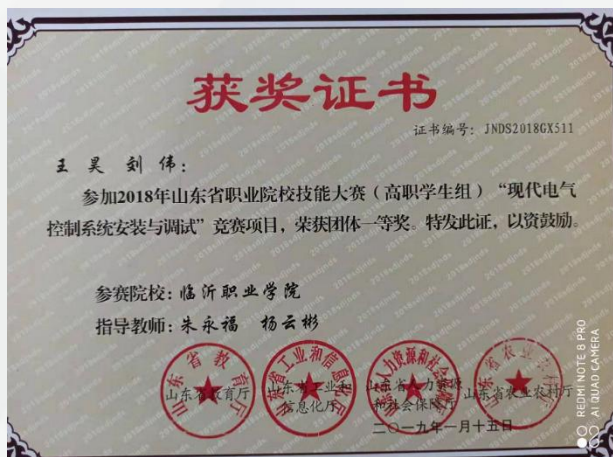 获奖证书
证书编号：JNDS2018GX511
王昊 刘伟：
参加2018年山东省职业院校技能大赛（高职学生组）“现代电气
控制系统安装与调试”竞赛项目，荣获团体一等奖。特发此证，以资鼓励。
参赛院校：临沂职业学院
指导教师：朱永福 杨云彬
山东省教育厅 山东省工业和信息化厅 山东省人力资源和社会保障厅 山东省农业农村厅
二〇一九年一月十五日
REDMI NOTE 8 PRO
AI QUAD CAMERA